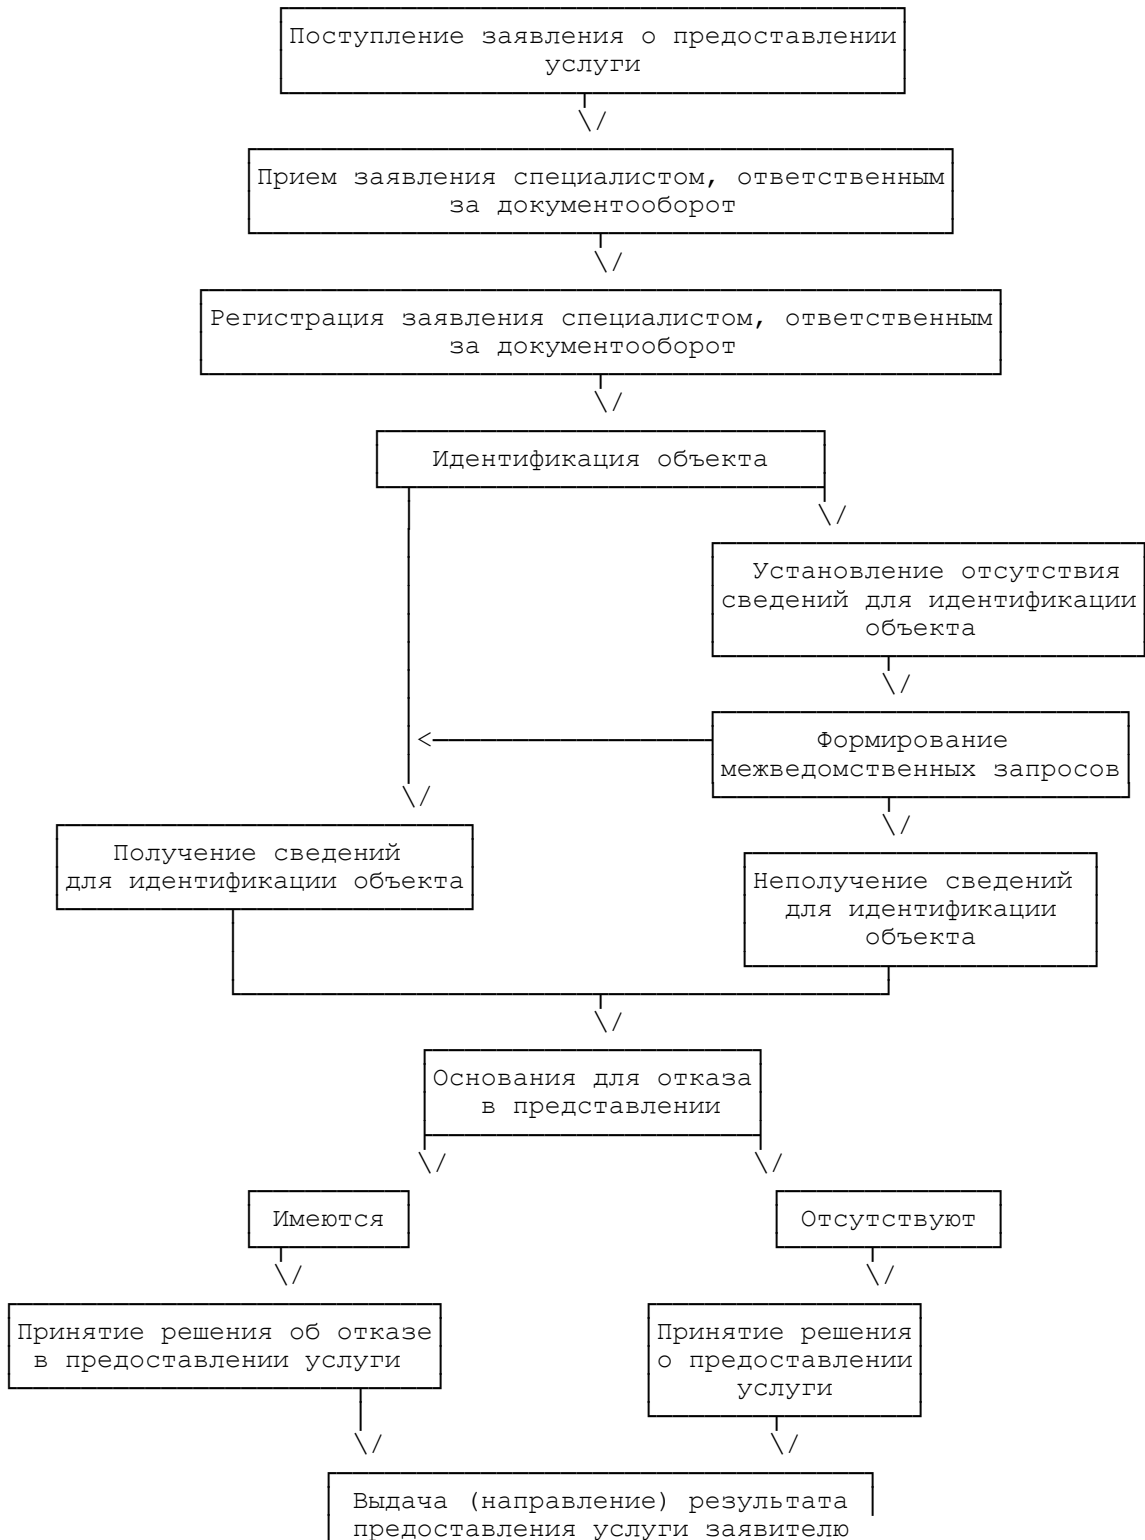 Поступление заявления о предоставлении
услуги
Прием заявления специалистом, ответственным
за документооборот
Регистрация заявления специалистом, ответственным
за документооборот
Идентификация объекта
Установление отсутствия
сведений для идентификации
объекта
Формирование
межведомственных запросов
Получение сведений
для идентификации объекта
Неполучение сведений
для идентификации
объекта
Основания для отказа
в представлении
Имеются
Отсутствуют
Принятие решения об отказе
в предоставлении услуги
Принятие решения
о предоставлении
услуги
Выдача (направление) результата
предоставления услуги заявителю